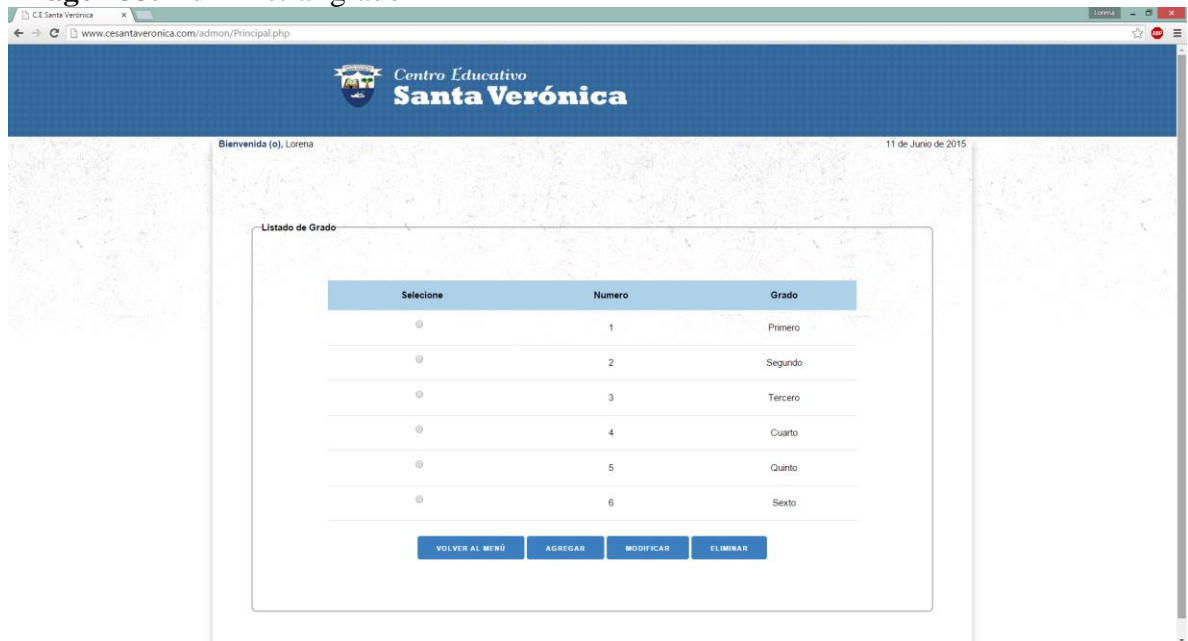 C.E Santa Verónica
Lorena
www.cesantaveronica.com/admon/Principal.php
ABP
Centro Educativo
Santa Verónica
Bienvenida (o), Lorena
11 de Junio de 2015
Listado de Grado
Selecione Numero Grado
1 Primero
2 Segundo
3 Tercero
4 Cuarto
5 Quinto
6 Sexto
VOLVER AL MENÚ AGREGAR MODIFICAR ELIMINAR